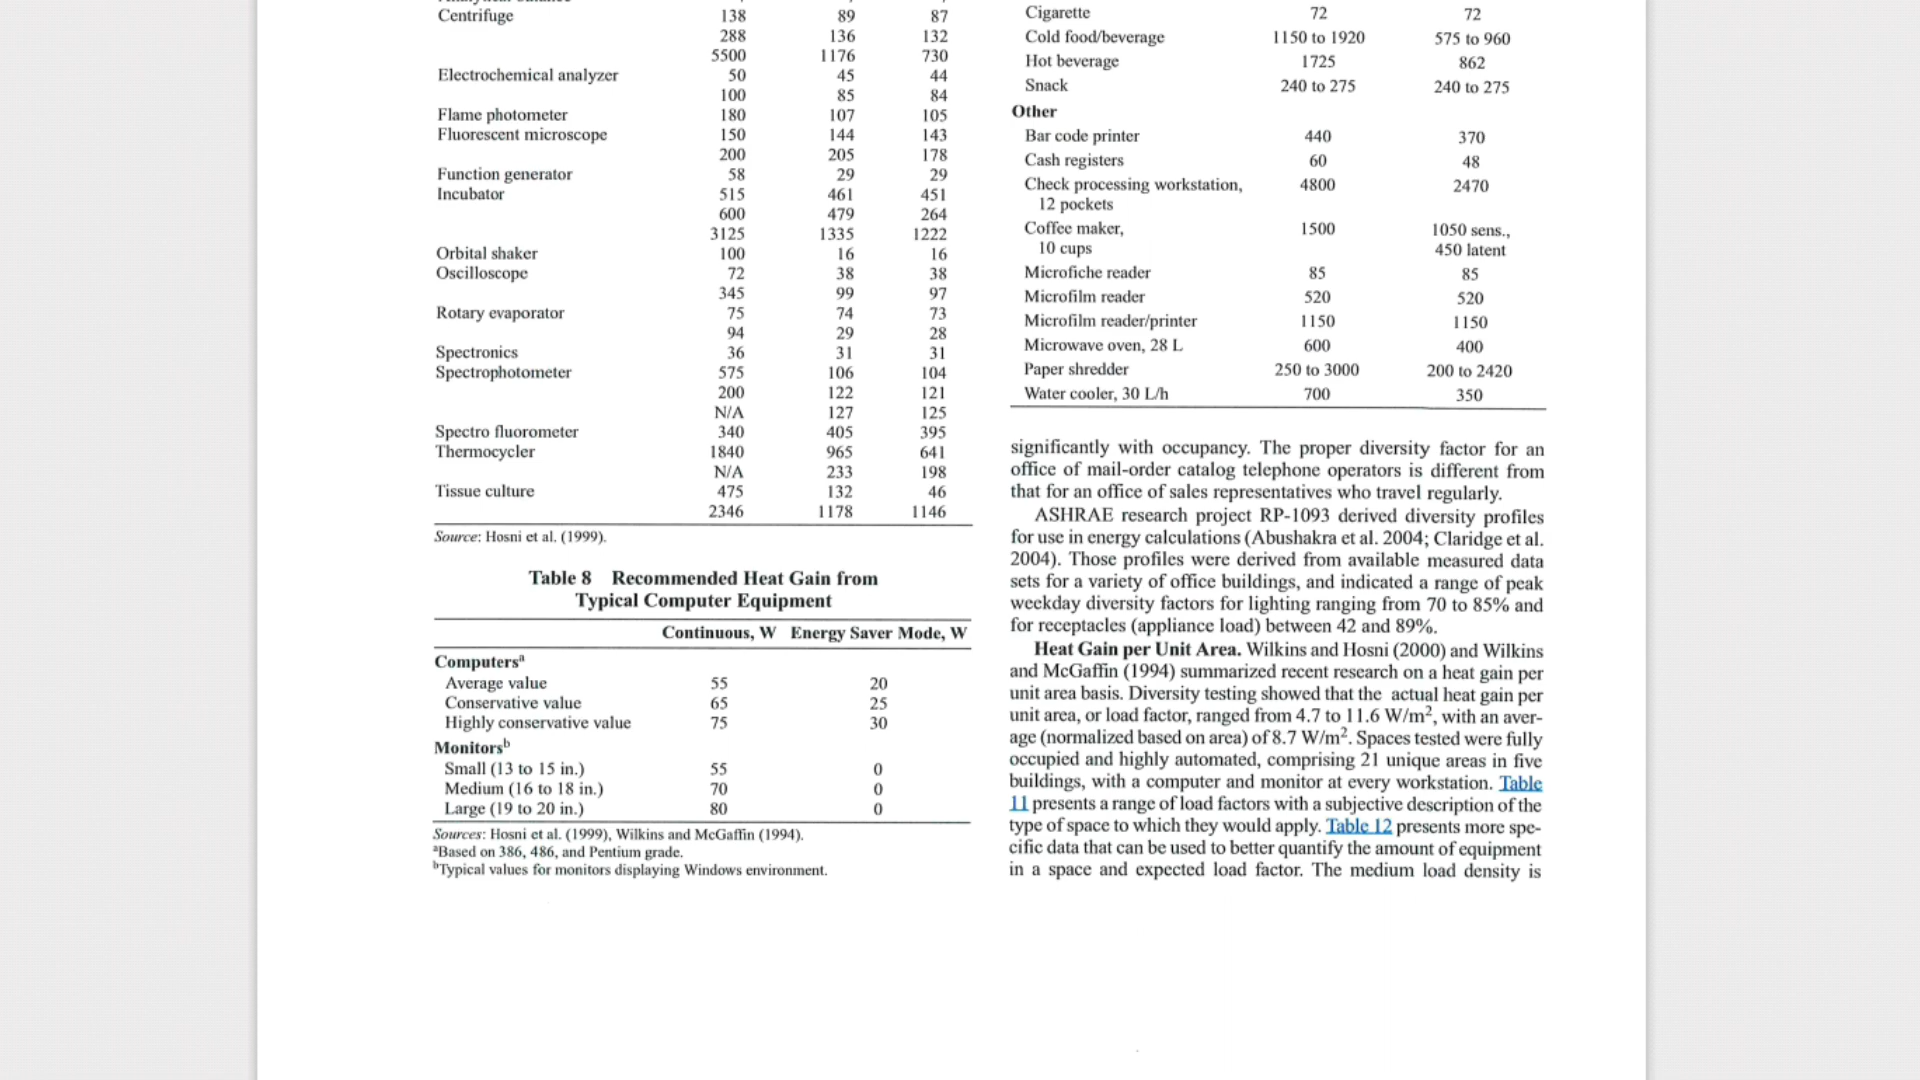 Centrifuge 138 89 87
288 136 132
5500 1176 730
Electrochemical analyzer 50 45 44
100 85 84
Flame photometer 180 107 105
Fluorescent microscope 150 144 143
200 205 178
Function generator 58 29 29
Incubator 515 461 451
600 479 264
3125 1335 1222
Orbital shaker 100 16 16
Oscilloscope 72 38 38
345 99 97
Rotary evaporator 75 74 73
94 29 28
Spectronics 36 31 31
Spectrophotometer 575 106 104
200 122 121
N/A 127 125
Spectro fluorometer 340 405 395
Thermocycler 1840 965 641
N/A 233 198
Tissue culture 475 132 46
2346 1178 1146
Source: Hosni et al. (1999).
Table 8 Recommended Heat Gain from
Typical Computer Equipment
Continuous, W Energy Saver Mode, W
Computersᵃ
Average value 55 20
Conservative value 65 25
Highly conservative value 75 30
Monitorsᵇ
Small (13 to 15 in.) 55 0
Medium (16 to 18 in.) 70 0
Large (19 to 20 in.) 80 0
Sources: Hosni et al. (1999), Wilkins and McGaffin (1994).
ᵃBased on 386, 486, and Pentium grade.
ᵇTypical values for monitors displaying Windows environment.
Cigarette 72 72
Cold food/beverage 1150 to 1920 575 to 960
Hot beverage 1725 862
Snack 240 to 275 240 to 275
Other
Bar code printer 440 370
Cash registers 60 48
Check processing workstation, 4800 2470
12 pockets
Coffee maker, 1500 1050 sens.,
10 cups 450 latent
Microfiche reader 85 85
Microfilm reader 520 520
Microfilm reader/printer 1150 1150
Microwave oven, 28 L 600 400
Paper shredder 250 to 3000 200 to 2420
Water cooler, 30 L/h 700 350
significantly with occupancy. The proper diversity factor for an
office of mail-order catalog telephone operators is different from
that for an office of sales representatives who travel regularly.
ASHRAE research project RP-1093 derived diversity profiles
for use in energy calculations (Abushakra et al. 2004; Claridge et al.
2004). Those profiles were derived from available measured data
sets for a variety of office buildings, and indicated a range of peak
weekday diversity factors for lighting ranging from 70 to 85% and
for receptacles (appliance load) between 42 and 89%.
Heat Gain per Unit Area. Wilkins and Hosni (2000) and Wilkins
and McGaffin (1994) summarized recent research on a heat gain per
unit area basis. Diversity testing showed that the actual heat gain per
unit area, or load factor, ranged from 4.7 to 11.6 W/m², with an aver-
age (normalized based on area) of 8.7 W/m². Spaces tested were fully
occupied and highly automated, comprising 21 unique areas in five
buildings, with a computer and monitor at every workstation. Table
11 presents a range of load factors with a subjective description of the
type of space to which they would apply. Table 12 presents more spe-
cific data that can be used to better quantify the amount of equipment
in a space and expected load factor. The medium load density is